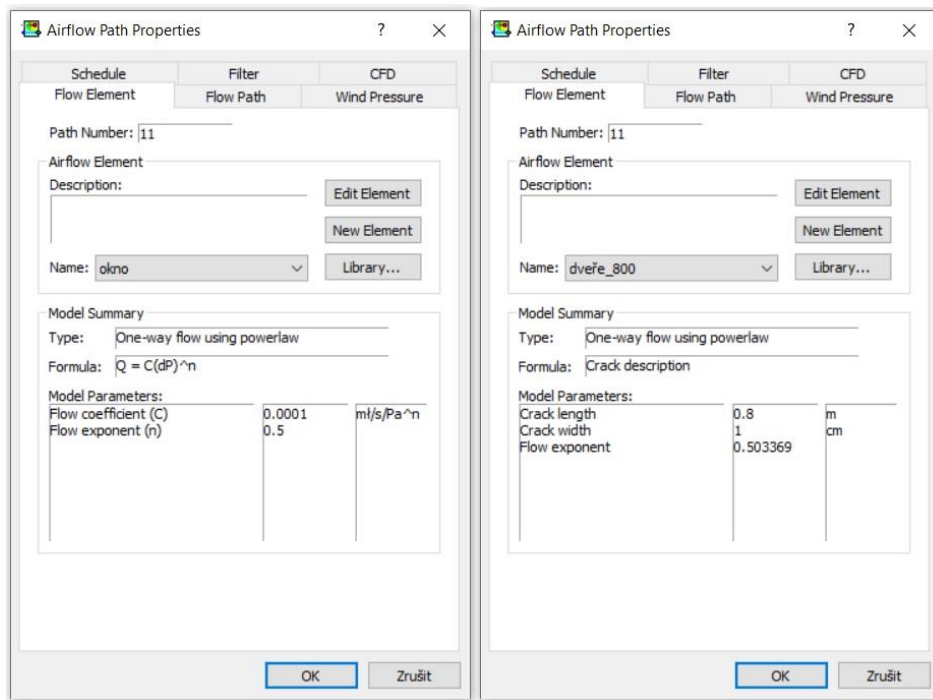 Airflow Path Properties ? ×
Schedule Filter CFD
Flow Element Flow Path Wind Pressure
Path Number: 11
Airflow Element
Description:
Edit Element
New Element
Name: okno
Library...
Model Summary
Type: One-way flow using powerlaw
Formula: Q = C(dP)^n
Model Parameters:
Flow coefficient (C) 0.0001 mł/s/Pa^n
Flow exponent (n) 0.5
OK Zrušit
Airflow Path Properties ? ×
Schedule Filter CFD
Flow Element Flow Path Wind Pressure
Path Number: 11
Airflow Element
Description:
Edit Element
New Element
Name: dveře_800
Library...
Model Summary
Type: One-way flow using powerlaw
Formula: Crack description
Model Parameters:
Crack length 0.8 m
Crack width 1 cm
Flow exponent 0.503369
OK Zrušit